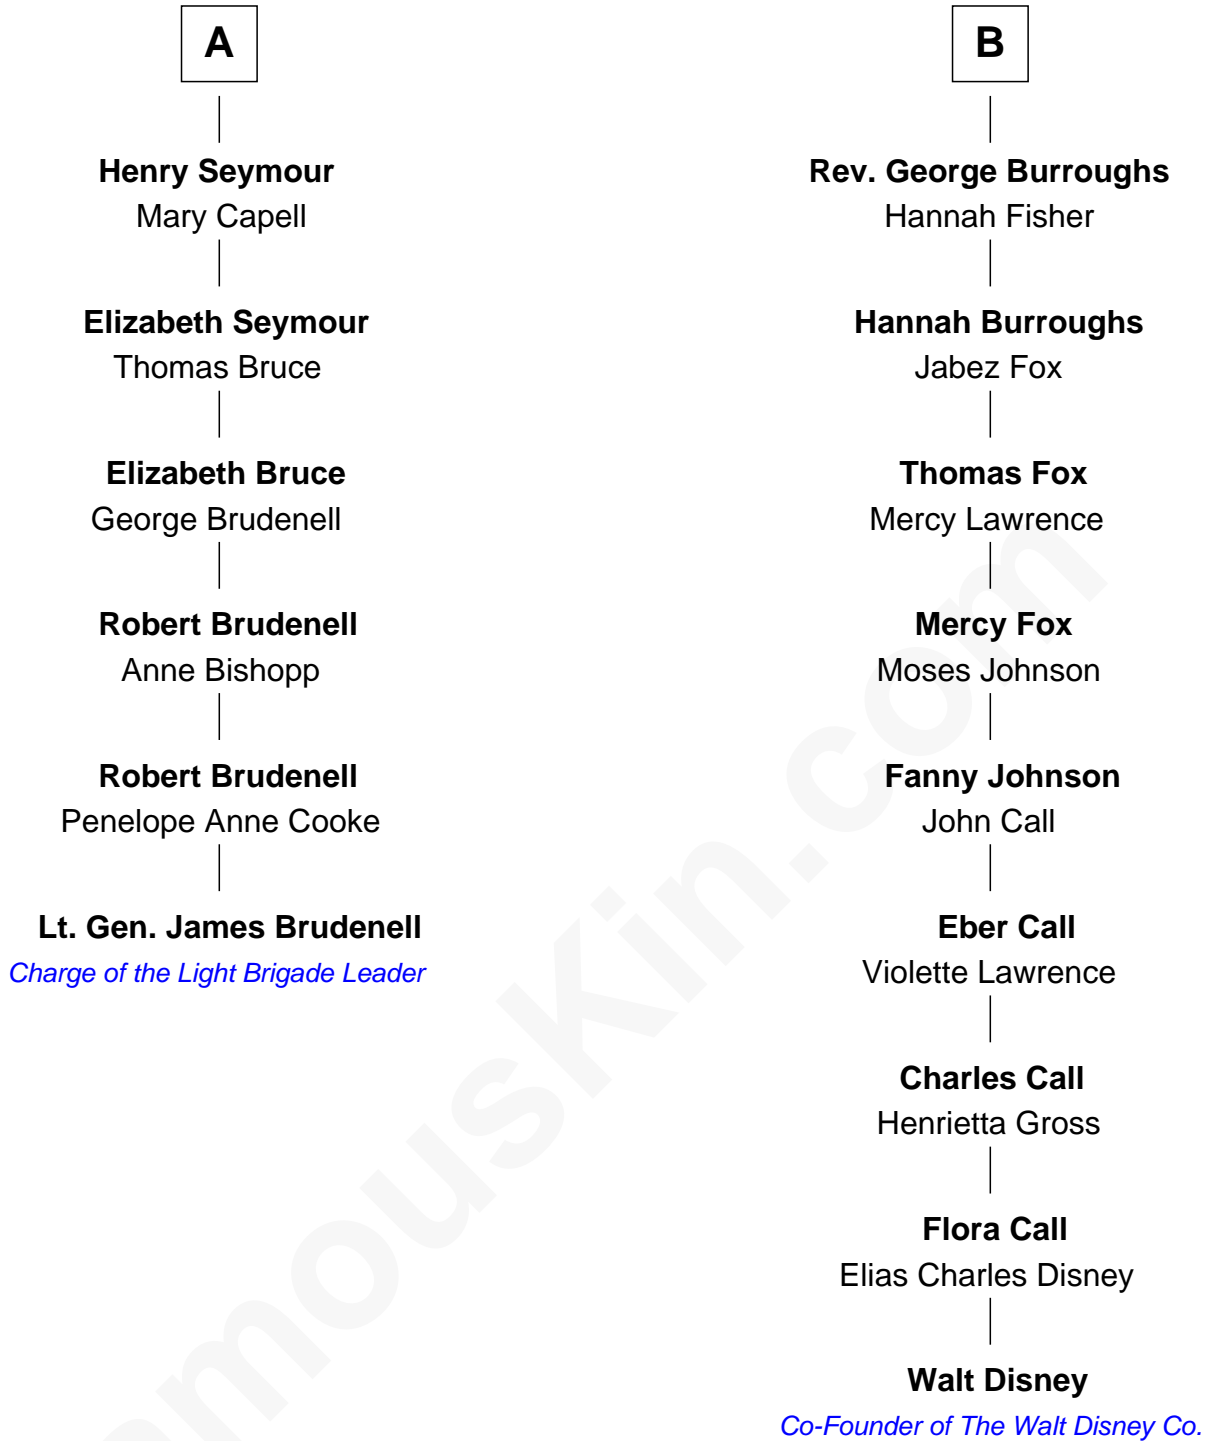 A
Henry Seymour
Mary Capell
Elizabeth Seymour
Thomas Bruce
Elizabeth Bruce
George Brudenell
Robert Brudenell
Anne Bishopp
Robert Brudenell
Penelope Anne Cooke
Lt. Gen. James Brudenell
Charge of the Light Brigade Leader
B
Rev. George Burroughs
Hannah Fisher
Hannah Burroughs
Jabez Fox
Thomas Fox
Mercy Lawrence
Mercy Fox
Moses Johnson
Fanny Johnson
John Call
Eber Call
Violette Lawrence
Charles Call
Henrietta Gross
Flora Call
Elias Charles Disney
Walt Disney
Co-Founder of The Walt Disney Co.
amousKin.com